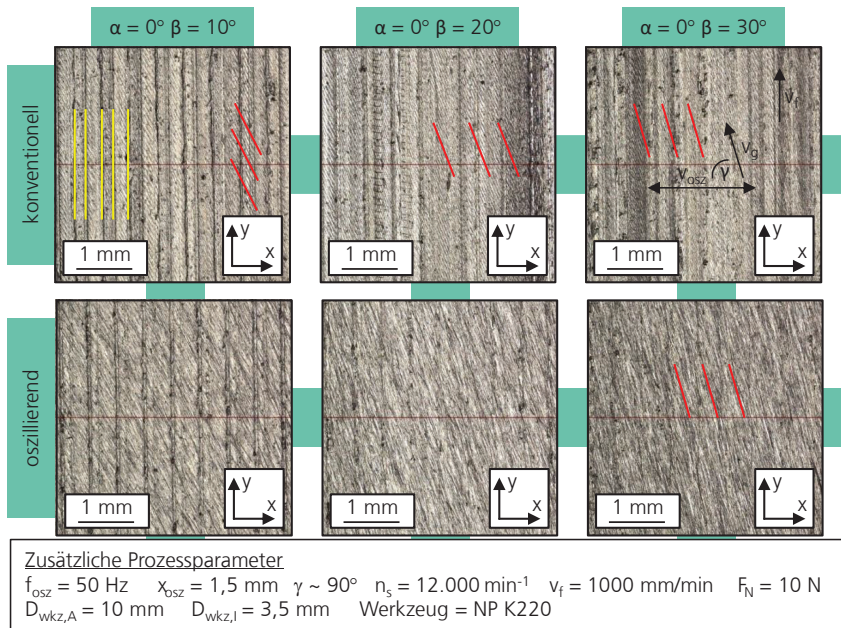 α = 0° β = 10°
α = 0° β = 20°
α = 0° β = 30°
konventionell
v_f
v_g
v_osz
γ
1 mm
y
x
1 mm
y
x
1 mm
y
x
oszillierend
1 mm
y
x
1 mm
y
x
1 mm
y
x
Zusätzliche Prozessparameter
f_osz = 50 Hz x_osz = 1,5 mm γ ~ 90° n_s = 12.000 min⁻¹ v_f = 1000 mm/min F_N = 10 N
D_wkz,A = 10 mm D_wkz,I = 3,5 mm Werkzeug = NP K220